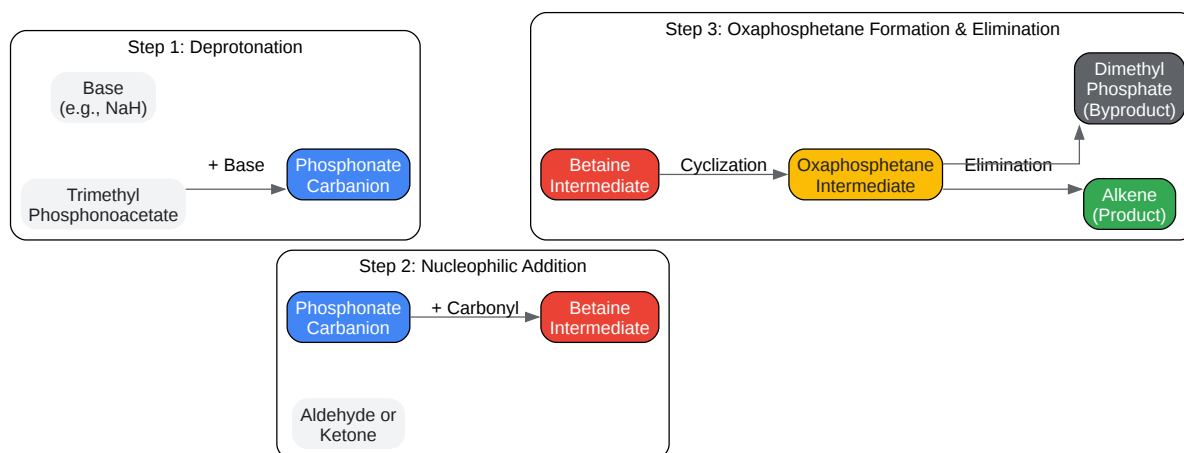 Step 1: Deprotonation
Base
(e.g., NaH)
+ Base
Trimethyl
Phosphonoacetate
Phosphonate
Carbanion
Step 2: Nucleophilic Addition
Phosphonate
Carbanion
+ Carbonyl
Betaine
Intermediate
Aldehyde or
Ketone
Step 3: Oxaphosphetane Formation & Elimination
Betaine
Intermediate
Cyclization
Oxaphosphetane
Intermediate
Elimination
Dimethyl
Phosphate
(Byproduct)
Alkene
(Product)